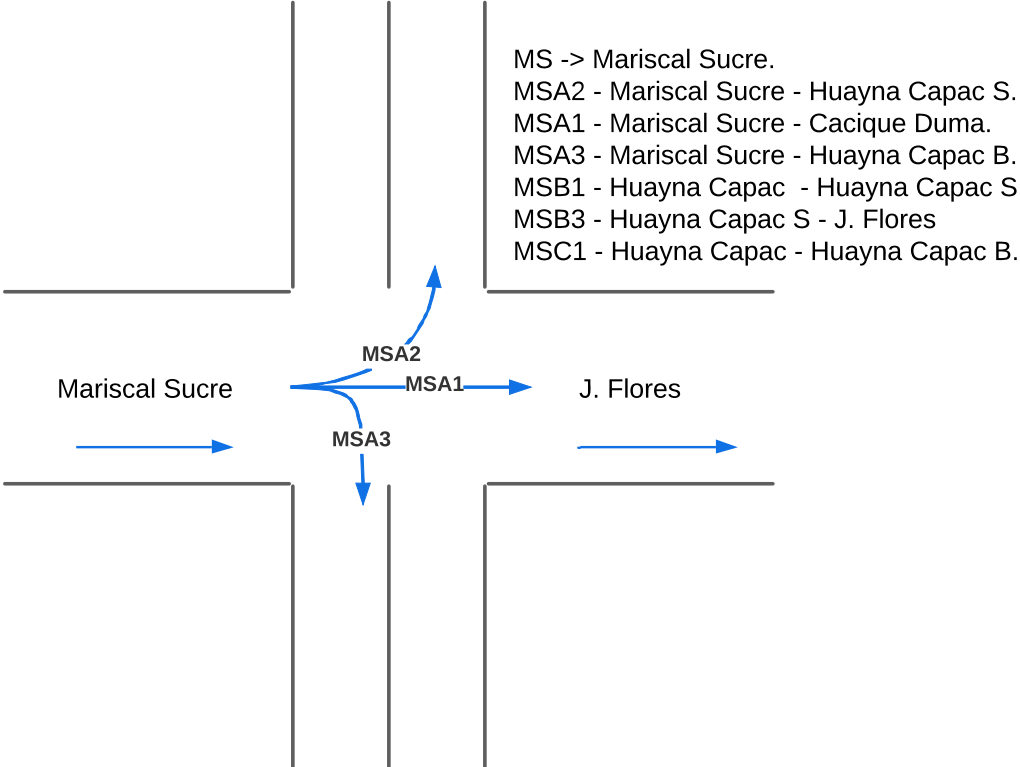 MS -> Mariscal Sucre.
MSA2 - Mariscal Sucre - Huayna Capac S.
MSA1 - Mariscal Sucre - Cacique Duma.
MSA3 - Mariscal Sucre - Huayna Capac B.
MSB1 - Huayna Capac  - Huayna Capac S
MSB3 - Huayna Capac S - J. Flores
MSC1 - Huayna Capac - Huayna Capac B.
MSA2
Mariscal Sucre
MSA1
J. Flores
MSA3